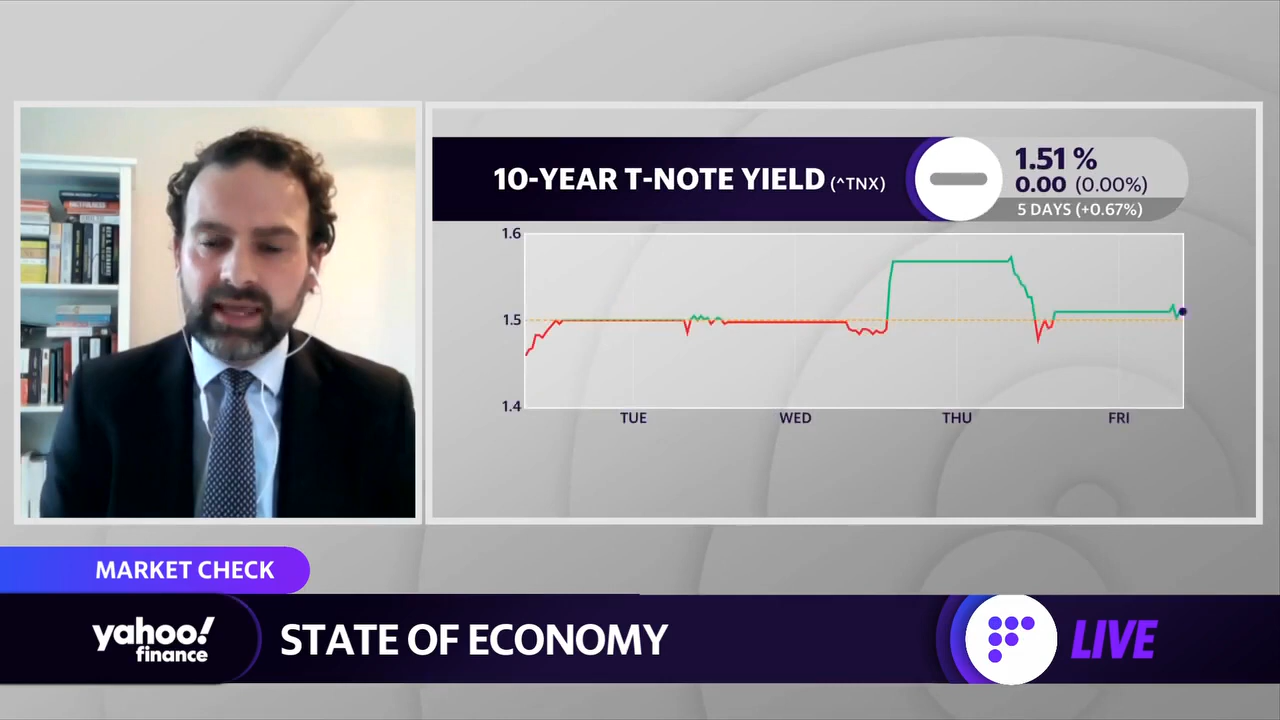 10-YEAR T-NOTE YIELD (^TNX)
1.51 %
0.00 (0.00%)
5 DAYS (+0.67%)
1.6
1.5
1.4
TUE WED THU FRI
MARKET CHECK
yahoo!
finance
STATE OF ECONOMY
LIVE